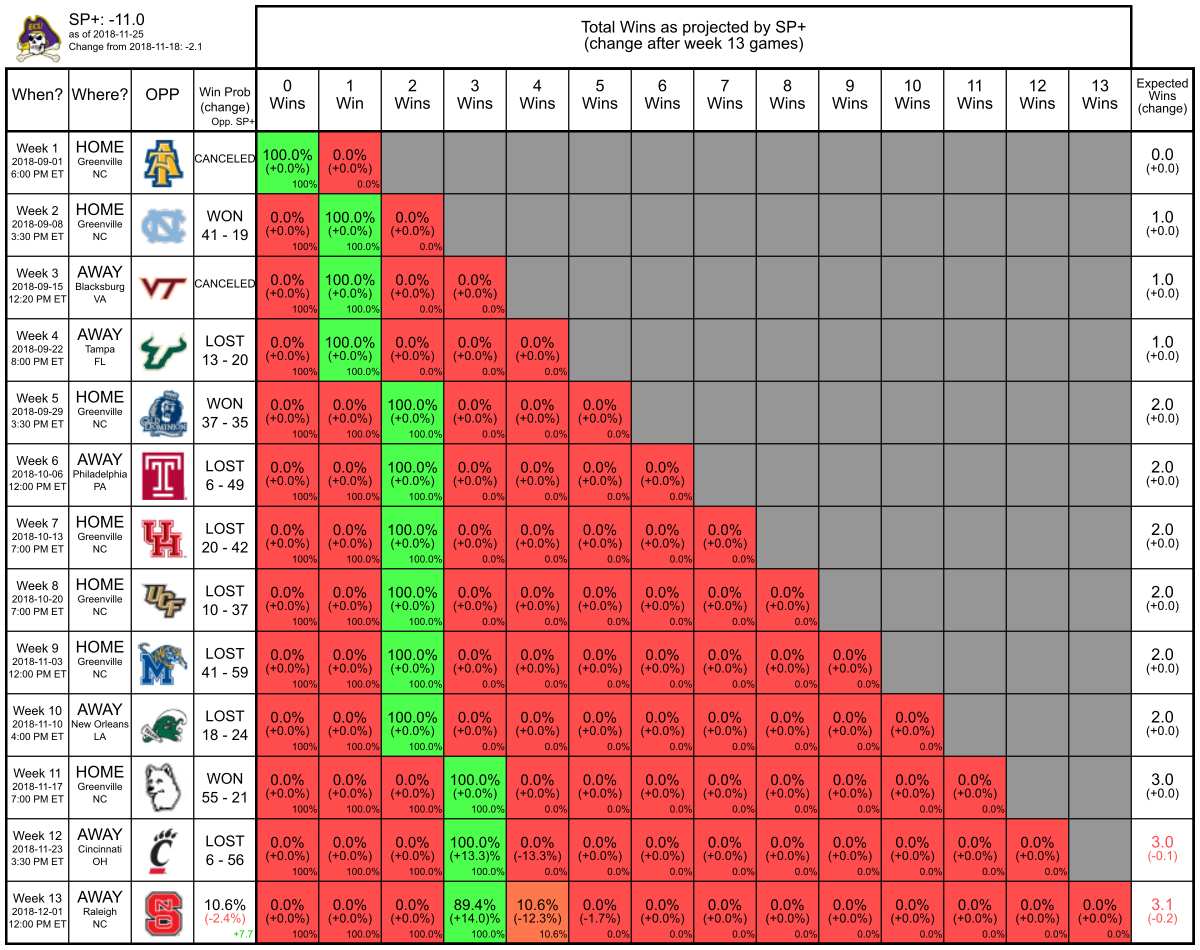 SP+: -11.0
as of 2018-11-25
Change from 2018-11-18: -2.1
Total Wins as projected by SP+
(change after week 13 games)
When? Where? OPP Win Prob 0 1 2 3 4 5 6 7 8 9 10 11 12 13 Expected
(change) Wins Win Wins Wins Wins Wins Wins Wins Wins Wins Wins Wins Wins Wins Wins
Opp. SP+ (change)
Week 1 HOME AT
2018-09-01 Greenville CANCELED 100.0% 0.0% 0.0
6:00 PM ET NC (+0.0%) (+0.0%) (+0.0)
100% 0.0%
Week 2 HOME NC
2018-09-08 Greenville WON 0.0% 100.0% 0.0% 1.0
3:30 PM ET NC 41 - 19 (+0.0%) (+0.0%) (+0.0%) (+0.0)
100% 100.0% 0.0%
Week 3 AWAY VT
2018-09-15 Blacksburg CANCELED 0.0% 100.0% 0.0% 0.0% 1.0
12:20 PM ET VA (+0.0%) (+0.0%) (+0.0%) (+0.0%) (+0.0)
100% 100.0% 0.0% 0.0%
Week 4 AWAY
2018-09-22 Tampa LOST 0.0% 100.0% 0.0% 0.0% 0.0% 1.0
8:00 PM ET FL 13 - 20 (+0.0%) (+0.0%) (+0.0%) (+0.0%) (+0.0%) (+0.0)
100% 100.0% 0.0% 0.0% 0.0%
Week 5 HOME OLD DOMINION
2018-09-29 Greenville WON 0.0% 0.0% 100.0% 0.0% 0.0% 0.0% 2.0
3:30 PM ET NC 37 - 35 (+0.0%) (+0.0%) (+0.0%) (+0.0%) (+0.0%) (+0.0%) (+0.0)
100% 100.0% 100.0% 0.0% 0.0% 0.0%
Week 6 AWAY T
2018-10-06 Philadelphia LOST 0.0% 0.0% 100.0% 0.0% 0.0% 0.0% 0.0% 2.0
12:00 PM ET PA 6 - 49 (+0.0%) (+0.0%) (+0.0%) (+0.0%) (+0.0%) (+0.0%) (+0.0%) (+0.0)
100% 100.0% 100.0% 0.0% 0.0% 0.0% 0.0%
Week 7 HOME UH
2018-10-13 Greenville LOST 0.0% 0.0% 100.0% 0.0% 0.0% 0.0% 0.0% 0.0% 2.0
7:00 PM ET NC 20 - 42 (+0.0%) (+0.0%) (+0.0%) (+0.0%) (+0.0%) (+0.0%) (+0.0%) (+0.0%) (+0.0)
100% 100.0% 100.0% 0.0% 0.0% 0.0% 0.0% 0.0%
Week 8 HOME UCF
2018-10-20 Greenville LOST 0.0% 0.0% 100.0% 0.0% 0.0% 0.0% 0.0% 0.0% 0.0% 2.0
7:00 PM ET NC 10 - 37 (+0.0%) (+0.0%) (+0.0%) (+0.0%) (+0.0%) (+0.0%) (+0.0%) (+0.0%) (+0.0%) (+0.0)
100% 100.0% 100.0% 0.0% 0.0% 0.0% 0.0% 0.0% 0.0%
Week 9 HOME M
2018-11-03 Greenville LOST 0.0% 0.0% 100.0% 0.0% 0.0% 0.0% 0.0% 0.0% 0.0% 0.0% 2.0
12:00 PM ET NC 41 - 59 (+0.0%) (+0.0%) (+0.0%) (+0.0%) (+0.0%) (+0.0%) (+0.0%) (+0.0%) (+0.0%) (+0.0%) (+0.0)
100% 100.0% 100.0% 0.0% 0.0% 0.0% 0.0% 0.0% 0.0% 0.0%
Week 10 AWAY
2018-11-10 New Orleans LOST 0.0% 0.0% 100.0% 0.0% 0.0% 0.0% 0.0% 0.0% 0.0% 0.0% 0.0% 2.0
4:00 PM ET LA 18 - 24 (+0.0%) (+0.0%) (+0.0%) (+0.0%) (+0.0%) (+0.0%) (+0.0%) (+0.0%) (+0.0%) (+0.0%) (+0.0%) (+0.0)
100% 100.0% 100.0% 0.0% 0.0% 0.0% 0.0% 0.0% 0.0% 0.0% 0.0%
Week 11 HOME
2018-11-17 Greenville WON 0.0% 0.0% 0.0% 100.0% 0.0% 0.0% 0.0% 0.0% 0.0% 0.0% 0.0% 0.0% 3.0
7:00 PM ET NC 55 - 21 (+0.0%) (+0.0%) (+0.0%) (+0.0%) (+0.0%) (+0.0%) (+0.0%) (+0.0%) (+0.0%) (+0.0%) (+0.0%) (+0.0%) (+0.0)
100% 100.0% 100.0% 100.0% 0.0% 0.0% 0.0% 0.0% 0.0% 0.0% 0.0% 0.0%
Week 12 AWAY C
2018-11-23 Cincinnati LOST 0.0% 0.0% 0.0% 100.0% 0.0% 0.0% 0.0% 0.0% 0.0% 0.0% 0.0% 0.0% 0.0% 3.0
3:30 PM ET OH 6 - 56 (+0.0%) (+0.0%) (+0.0%) (+13.3)% (-13.3%) (+0.0%) (+0.0%) (+0.0%) (+0.0%) (+0.0%) (+0.0%) (+0.0%) (+0.0%) (-0.1)
100% 100.0% 100.0% 100.0% 0.0% 0.0% 0.0% 0.0% 0.0% 0.0% 0.0% 0.0% 0.0%
Week 13 AWAY NCS
2018-12-01 Raleigh 10.6% 0.0% 0.0% 0.0% 89.4% 10.6% 0.0% 0.0% 0.0% 0.0% 0.0% 0.0% 0.0% 0.0% 0.0% 3.1
12:00 PM ET NC (-2.4%) (+0.0%) (+0.0%) (+0.0%) (+14.0)% (-12.3%) (-1.7%) (+0.0%) (+0.0%) (+0.0%) (+0.0%) (+0.0%) (+0.0%) (+0.0%) (+0.0%) (-0.2)
+7.7 100% 100.0% 100.0% 100.0% 10.6% 0.0% 0.0% 0.0% 0.0% 0.0% 0.0% 0.0% 0.0% 0.0%